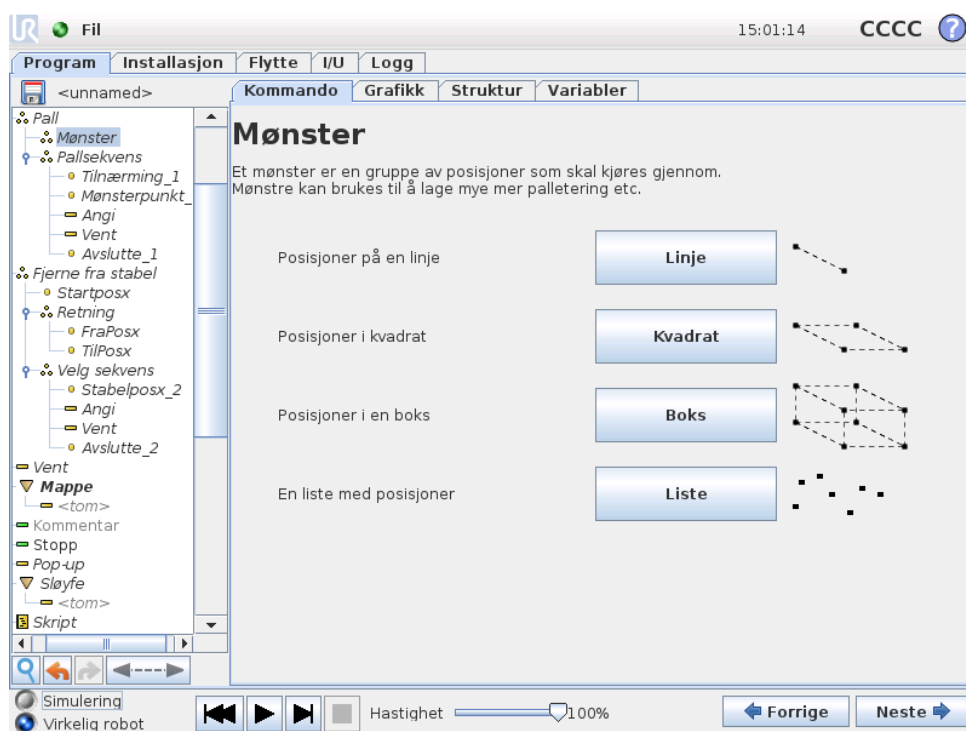 UR Fil 15:01:14 CCCC ?
Program Installasjon Flytte I/U Logg
<unnamed>
Kommando Grafikk Struktur Variabler
Pall
Mønster
Pallsekvens
Tilnærming_1
Mønsterpunkt_
Angi
Vent
Avslutte_1
Fjerne fra stabel
Startposx
Retning
FraPosx
TilPosx
Velg sekvens
Stabelposx_2
Angi
Vent
Avslutte_2
Vent
Mappe
<tom>
Kommentar
Stopp
Pop-up
Sløyfe
<tom>
Skript
Mønster
Et mønster er en gruppe av posisjoner som skal kjøres gjennom.
Mønstre kan brukes til å lage mye mer palletering etc.
Posisjoner på en linje Linje
Posisjoner i kvadrat Kvadrat
Posisjoner i en boks Boks
En liste med posisjoner Liste
Simulering
Virkelig robot
Hastighet 100%
Forrige Neste